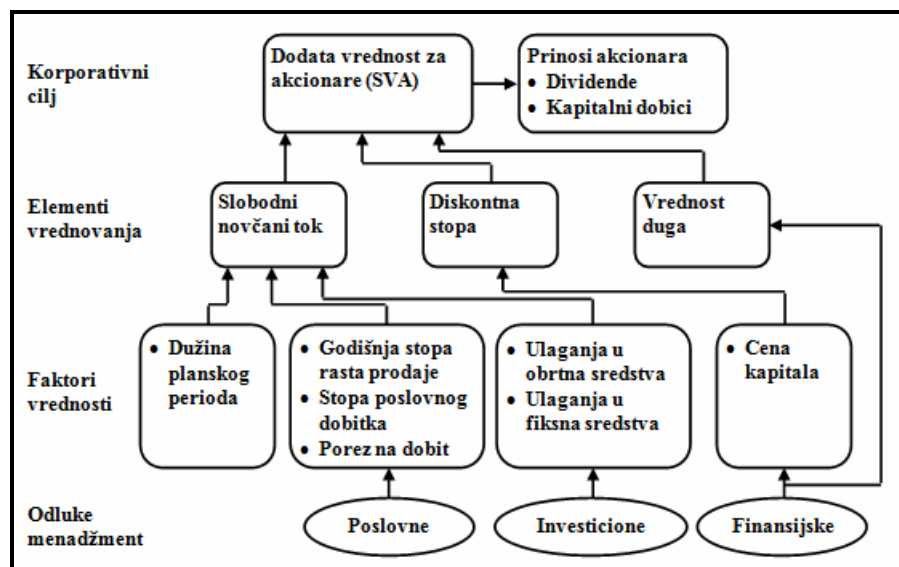 Korporativni
cilj
Dodata vrednost za
akcionare (SVA)
Prinosi akcionara
• Dividende
• Kapitalni dobici
Elementi
vrednovanja
Slobodni
novčani tok
Diskontna
stopa
Vrednost
duga
Faktori
vrednosti
• Dužina
planskog
perioda
• Godišnja stopa
rasta prodaje
• Stopa poslovnog
dobitka
• Porez na dobit
• Ulaganja u
obrtna sredstva
• Ulaganja u
fiksna sredstva
• Cena
kapitala
Odluke
menadžment
Poslovne
Investicione
Finansijske